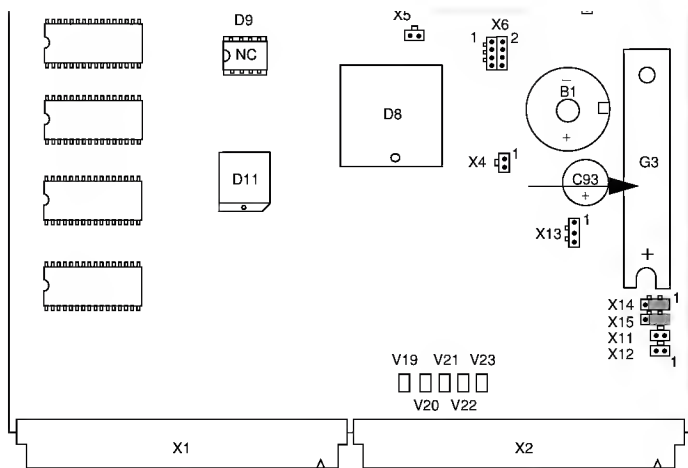 D9
X5
X6
1
2
NC
B1
+
D8
G3
X4
1
D11
C93
+
1
X13
+
X14
1
X15
X11
X12
1
V19
V21
V23
V20
V22
X1
X2